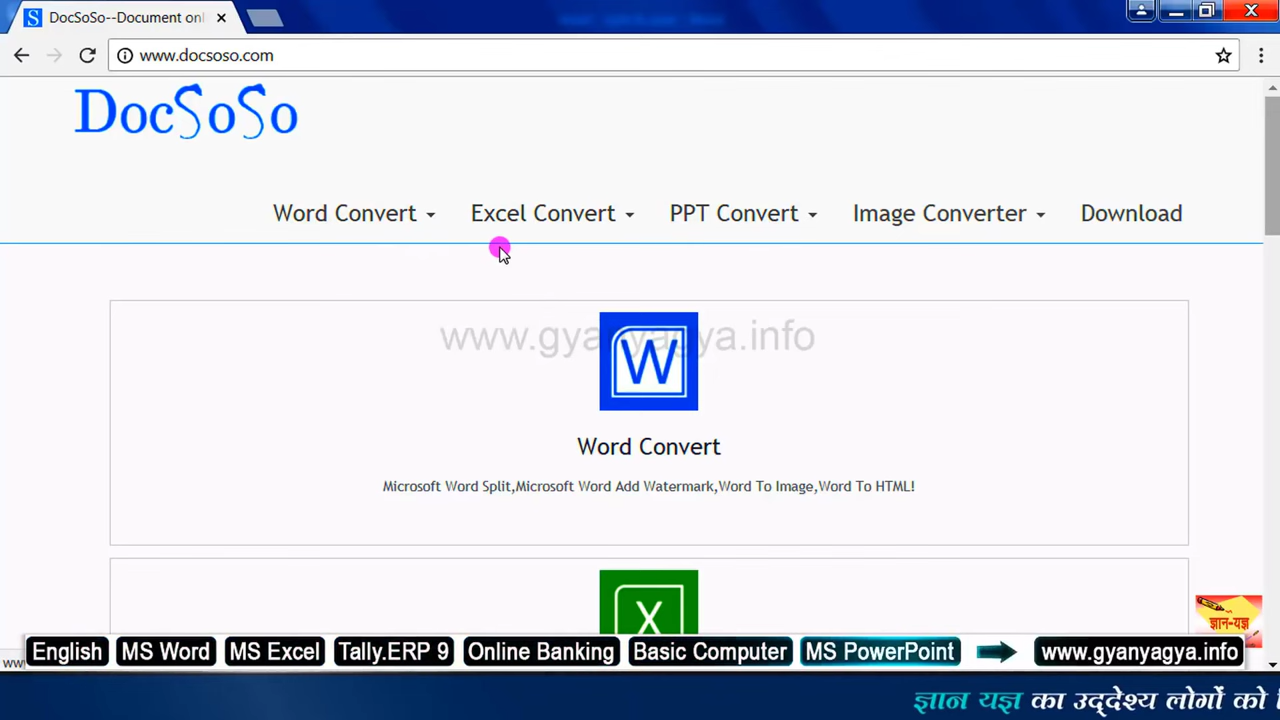 DocSoSo--Document onl
www.docsoso.com
DocSoSo
Word Convert Excel Convert PPT Convert Image Converter Download
www.gyanyagya.info
W
Word Convert
Microsoft Word Split,Microsoft Word Add Watermark,Word To Image,Word To HTML!
X
ज्ञान-यज्ञ
English MS Word MS Excel Tally.ERP 9 Online Banking Basic Computer MS PowerPoint www.gyanyagya.info
ज्ञान यज्ञ का उद्देश्य लोगों को